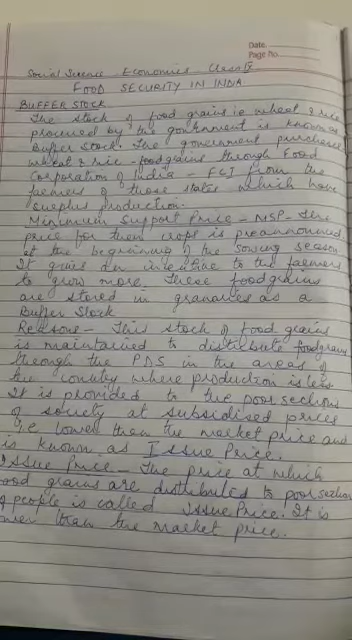 Date.
Page No.
Social Science Economics Class IX
FOOD SECURITY IN INDIA
BUFFER STOCK
The stock of food grains i.e wheat & rice
procured by the government is known as
Buffer Stock. The government purchases
wheat & rice - foodgrains through Food
Corporation of India - FCI from the
farmers of those states which have
surplus production.
Minimum Support Price - MSP - The
price for their crops is preannounced
at the beginning of the sowing season.
It gives an incentive to the farmers
to grow more. These foodgrains
are stored in granaries as a
Buffer Stock
Reasons - This stock of food grains
is maintained to distribute foodgrains
through the PDS in the areas of
the country where production is less.
It is provided to the poor sections
of society at subsidised prices
i.e lower than the market price and
is known as Issue Price.
Issue Price - The price at which
food grains are distributed to poor section
of people is called Issue Price. It is
lower than the market price.